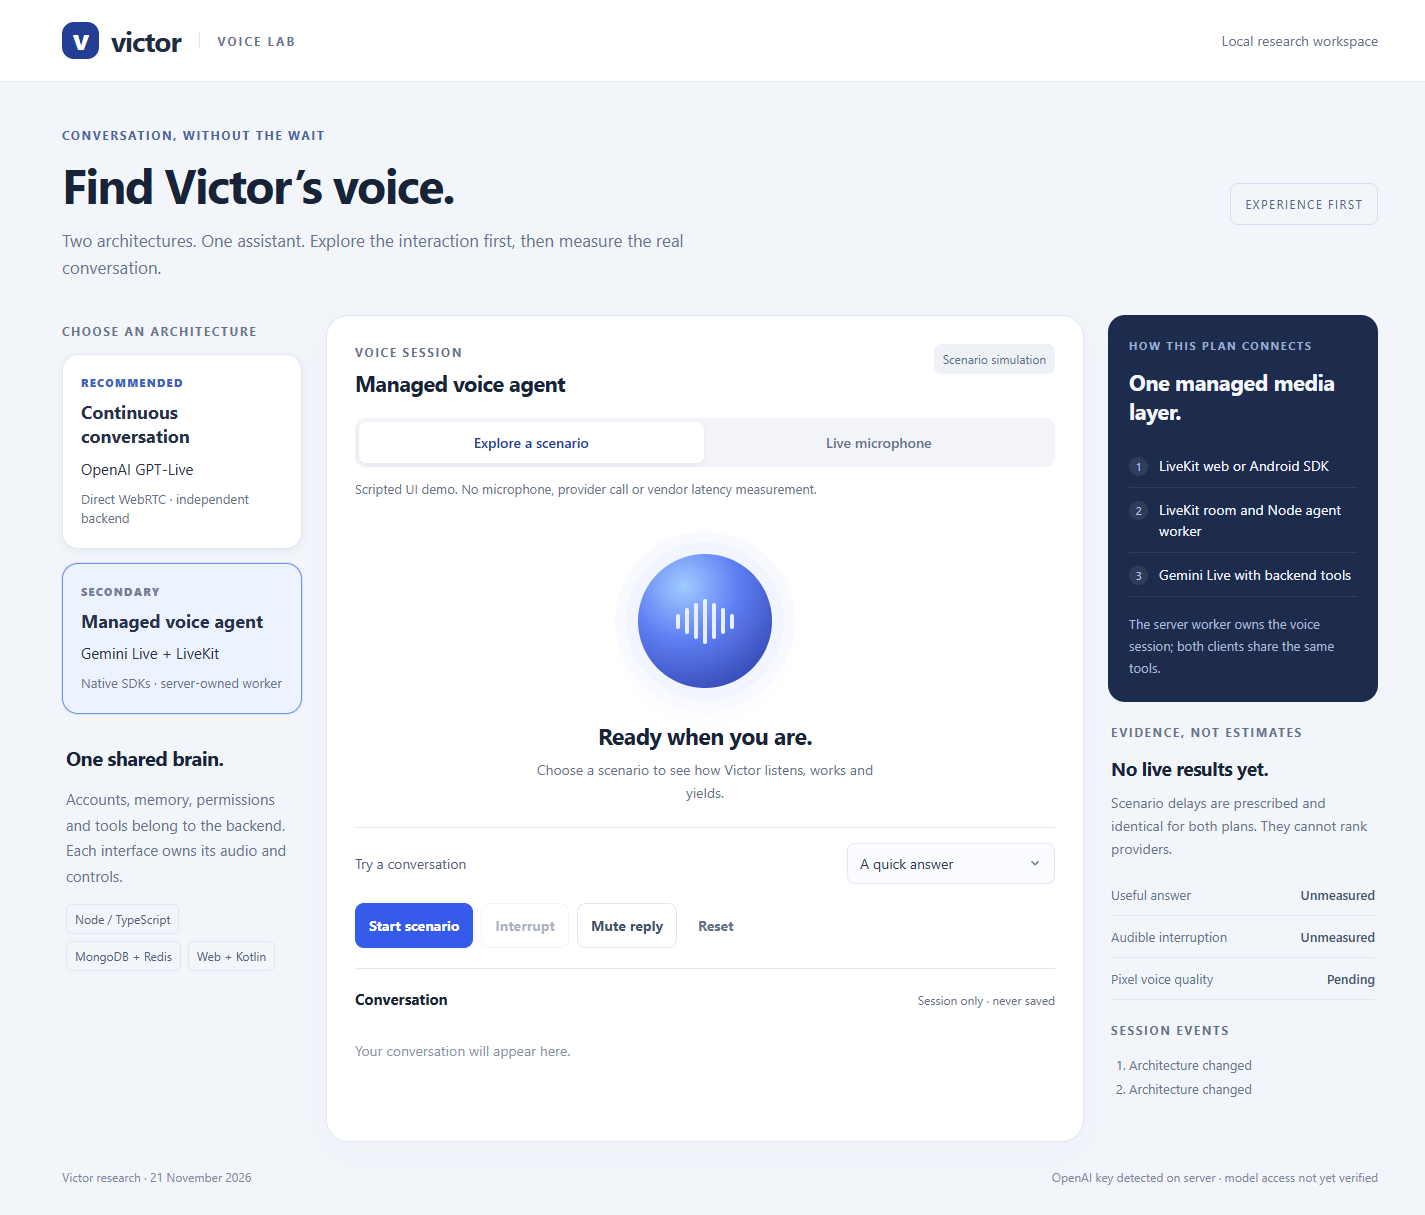 v victor VOICE LAB
Local research workspace
CONVERSATION, WITHOUT THE WAIT
Find Victor’s voice.
Two architectures. One assistant. Explore the interaction first, then measure the real
conversation.
EXPERIENCE FIRST
CHOOSE AN ARCHITECTURE
RECOMMENDED
Continuous
conversation
OpenAI GPT-Live
Direct WebRTC · independent
backend
SECONDARY
Managed voice agent
Gemini Live + LiveKit
Native SDKs · server-owned worker
One shared brain.
Accounts, memory, permissions
and tools belong to the backend.
Each interface owns its audio and
controls.
Node / TypeScript
MongoDB + Redis
Web + Kotlin
VOICE SESSION
Managed voice agent
Scenario simulation
Explore a scenario
Live microphone
Scripted UI demo. No microphone, provider call or vendor latency measurement.
Ready when you are.
Choose a scenario to see how Victor listens, works and
yields.
Try a conversation
A quick answer
Start scenario
Interrupt
Mute reply
Reset
Conversation
Session only · never saved
Your conversation will appear here.
HOW THIS PLAN CONNECTS
One managed media
layer.
1 LiveKit web or Android SDK
2 LiveKit room and Node agent
worker
3 Gemini Live with backend tools
The server worker owns the voice
session; both clients share the same
tools.
EVIDENCE, NOT ESTIMATES
No live results yet.
Scenario delays are prescribed and
identical for both plans. They cannot rank
providers.
Useful answer Unmeasured
Audible interruption Unmeasured
Pixel voice quality Pending
SESSION EVENTS
1. Architecture changed
2. Architecture changed
Victor research · 21 November 2026
OpenAI key detected on server · model access not yet verified